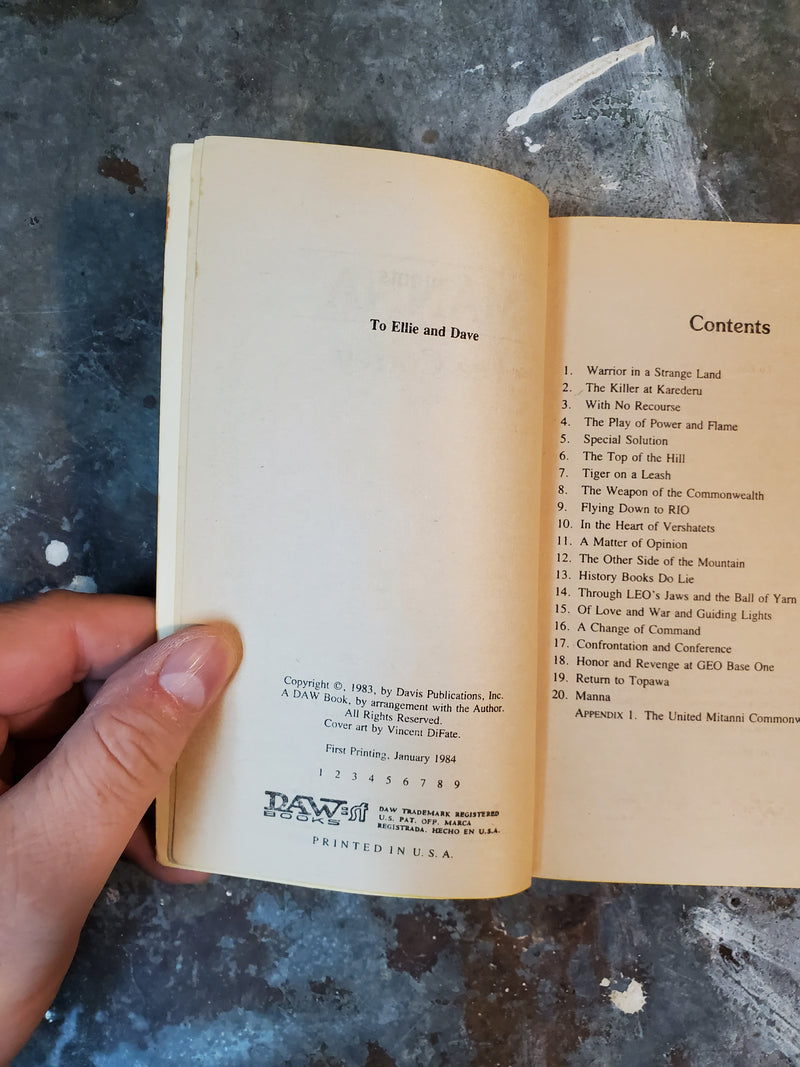 To Ellie and Dave
Copyright ©, 1983, by Davis Publications, Inc.
A DAW Book, by arrangement with the Author.
All Rights Reserved.
Cover art by Vincent DiFate.
First Printing, January 1984
1 2 3 4 5 6 7 8 9
DAW sf
BOOKS
DAW TRADEMARK REGISTERED
U.S. PAT. OFF. MARCA
REGISTRADA. HECHO EN U.S.A.
PRINTED IN U. S. A.
Contents
1. Warrior in a Strange Land
2. The Killer at Karederu
3. With No Recourse
4. The Play of Power and Flame
5. Special Solution
6. The Top of the Hill
7. Tiger on a Leash
8. The Weapon of the Commonwealth
9. Flying Down to RIO
10. In the Heart of Vershatets
11. A Matter of Opinion
12. The Other Side of the Mountain
13. History Books Do Lie
14. Through LEO's Jaws and the Ball of Yarn
15. Of Love and War and Guiding Lights
16. A Change of Command
17. Confrontation and Conference
18. Honor and Revenge at GEO Base One
19. Return to Topawa
20. Manna
APPENDIX 1. The United Mitanni Commonw